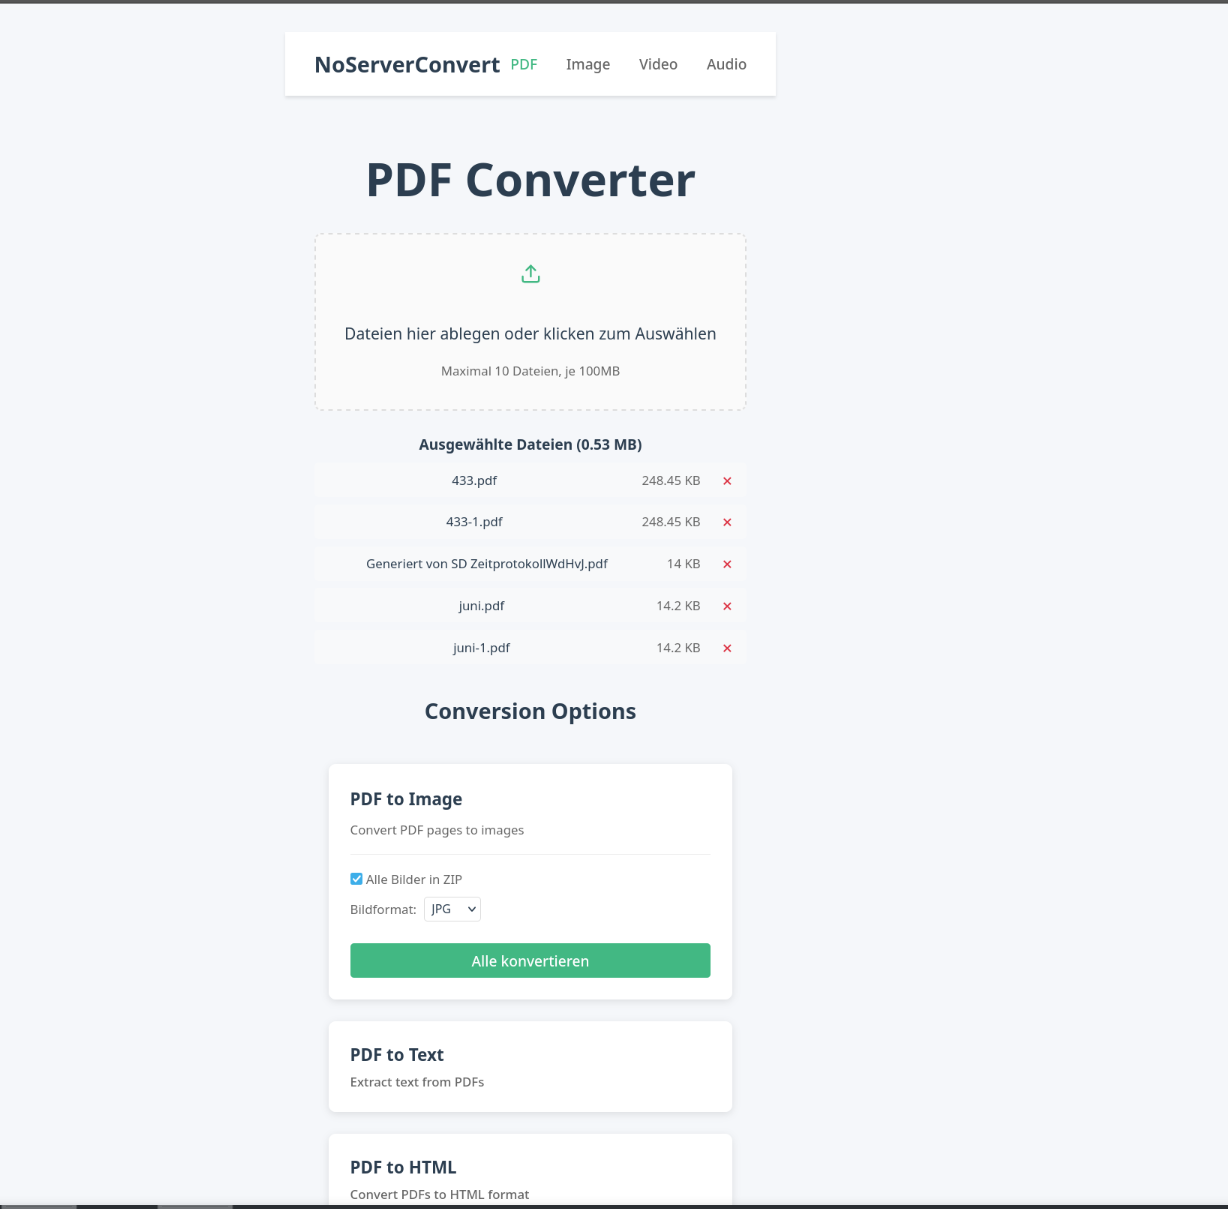 NoServerConvert PDF Image Video Audio
PDF Converter
Dateien hier ablegen oder klicken zum Auswählen
Maximal 10 Dateien, je 100MB
Ausgewählte Dateien (0.53 MB)
433.pdf 248.45 KB ×
433-1.pdf 248.45 KB ×
Generiert von SD ZeitprotokollWdHvJ.pdf 14 KB ×
juni.pdf 14.2 KB ×
juni-1.pdf 14.2 KB ×
Conversion Options
PDF to Image
Convert PDF pages to images
Alle Bilder in ZIP
Bildformat: JPG
Alle konvertieren
PDF to Text
Extract text from PDFs
PDF to HTML
Convert PDFs to HTML format